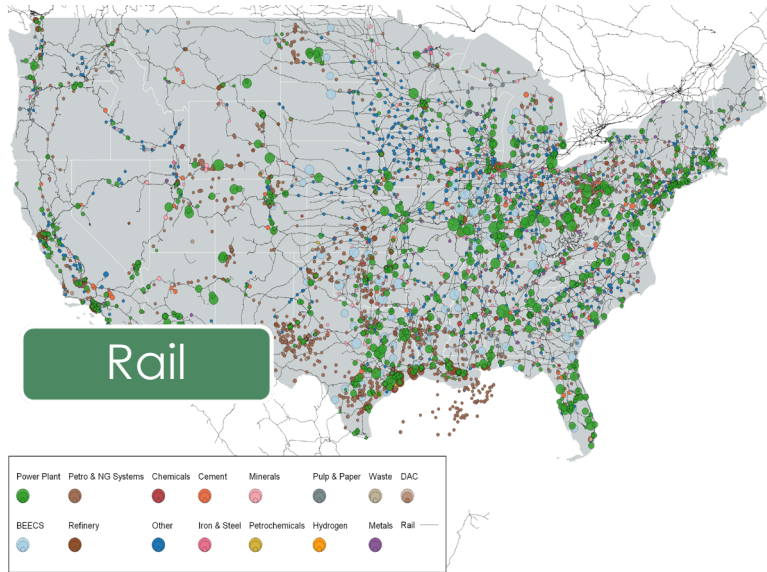 Rail
Power Plant Petro & NG Systems Chemicals Cement Minerals Pulp & Paper Waste DAC
BEECS Refinery Other Iron & Steel Petrochemicals Hydrogen Metals Rail